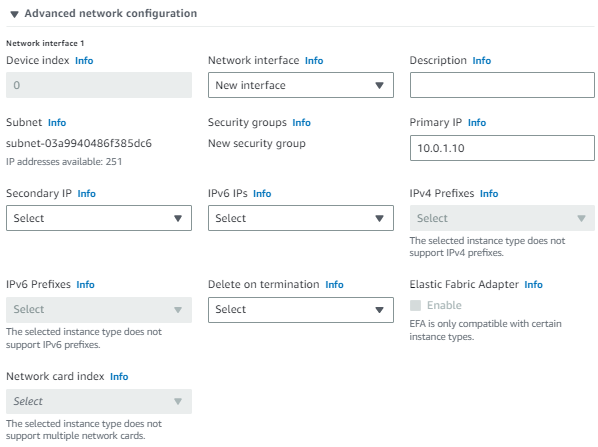 Advanced network configuration
Network interface 1
Device index Info
0
Network interface Info
New interface
Description Info
Subnet Info
subnet-03a9940486f385dc6
IP addresses available: 251
Security groups Info
New security group
Primary IP Info
10.0.1.10
Secondary IP Info
Select
IPv6 IPs Info
Select
IPv4 Prefixes Info
Select
The selected instance type does not
support IPv4 prefixes.
IPv6 Prefixes Info
Select
The selected instance type does not
support IPv6 prefixes.
Delete on termination Info
Select
Elastic Fabric Adapter Info
Enable
EFA is only compatible with certain
instance types.
Network card index Info
Select
The selected instance type does not
support multiple network cards.